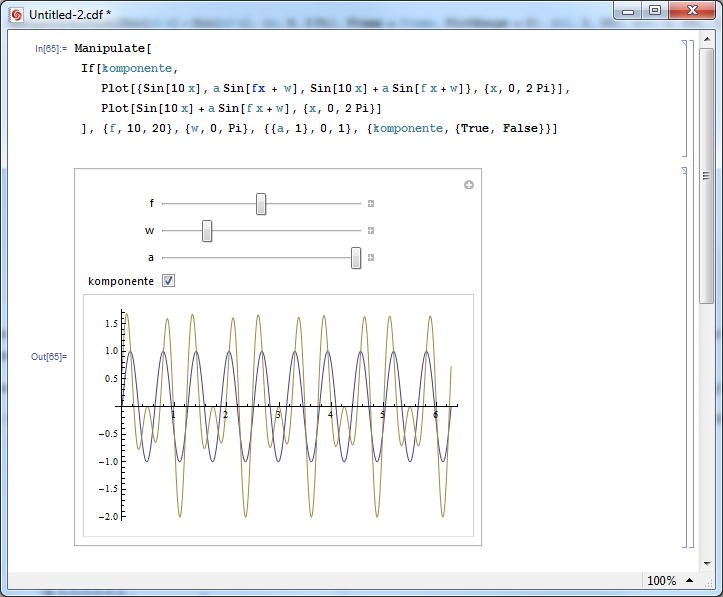 Untitled-2.cdf *
In[65]:= Manipulate[
If[komponente,
Plot[{Sin[10 x], a Sin[fx + w], Sin[10 x] + a Sin[f x + w]}, {x, 0, 2 Pi}],
Plot[Sin[10 x] + a Sin[f x + w], {x, 0, 2 Pi}]
], {f, 10, 20}, {w, 0, Pi}, {{a, 1}, 0, 1}, {komponente, {True, False}}]
f
w
a
komponente
Out[65]=
1.5
1.0
0.5
1 2 3 4 5 6
-0.5
-1.0
-1.5
-2.0
100%